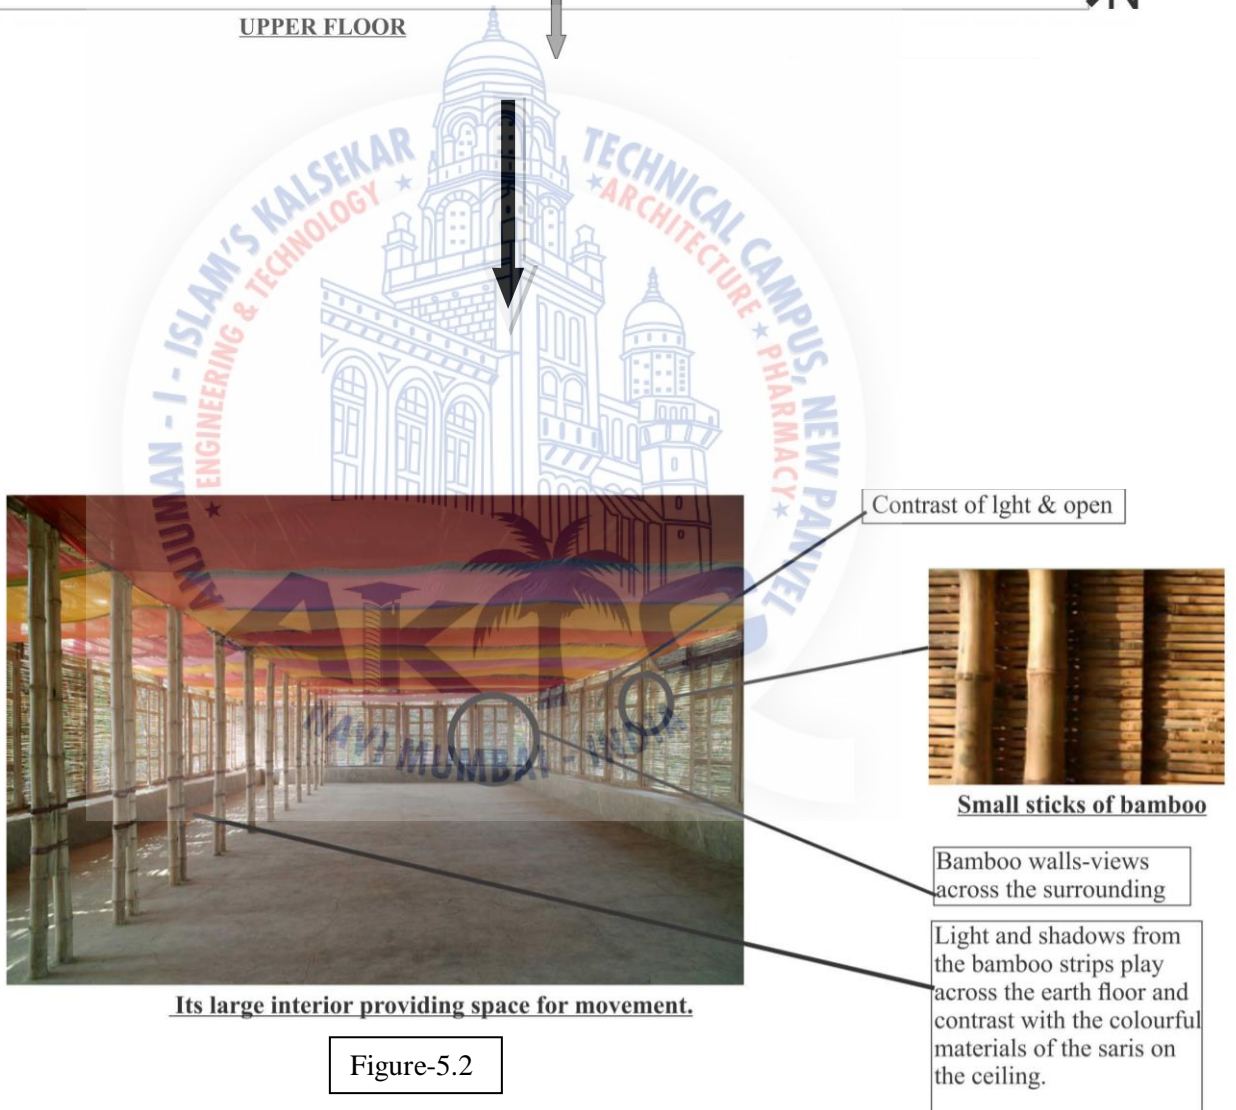 N
UPPER FLOOR
ANJUMAN - I - ISLAM'S KALSEKAR TECHNICAL CAMPUS, NEW PANVEL
★ ENGINEERING & TECHNOLOGY ★ ★ ARCHITECTURE ★ PHARMACY ★
AKTC
NAVI MUMBAI - INDIA
Contrast of lght & open
Small sticks of bamboo
Bamboo walls-views
across the surrounding
Light and shadows from
the bamboo strips play
across the earth floor and
contrast with the colourful
materials of the saris on
the ceiling.
Its large interior providing space for movement.
Figure-5.2